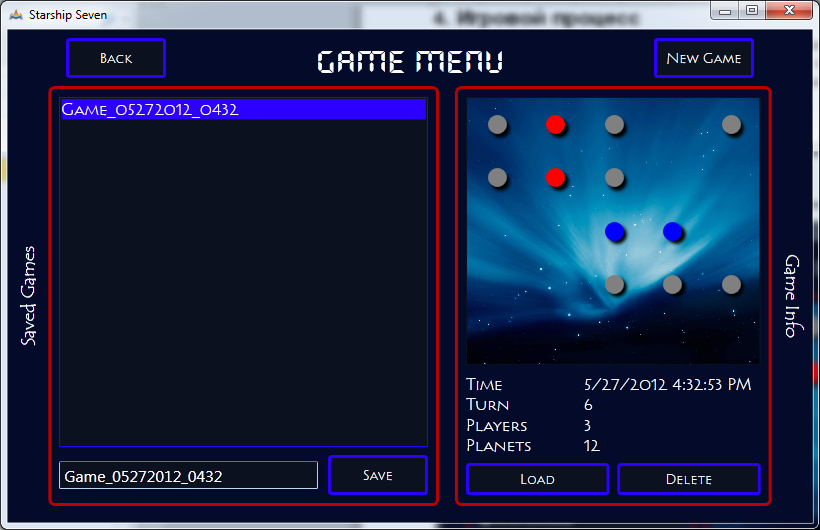 Starship Seven
4. Игровой процесс
Back
GAME MENU
New Game
Saved Games
Game_05272012_0432
Game_05272012_0432
Save
Game Info
Time 5/27/2012 4:32:53 PM
Turn 6
Players 3
Planets 12
Load
Delete